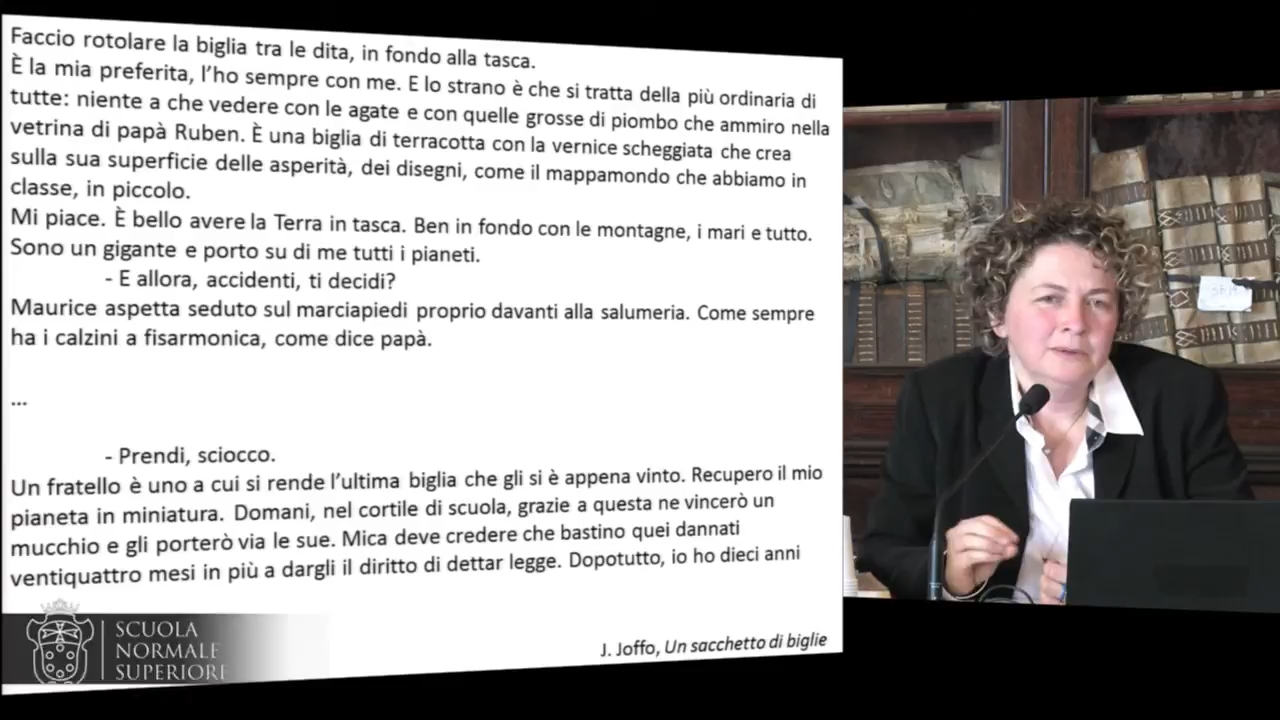 Faccio rotolare la biglia tra le dita, in fondo alla tasca.
È la mia preferita, l'ho sempre con me. E lo strano è che si tratta della più ordinaria di
tutte: niente a che vedere con le agate e con quelle grosse di piombo che ammiro nella
vetrina di papà Ruben. È una biglia di terracotta con la vernice scheggiata che crea
sulla sua superficie delle asperità, dei disegni, come il mappamondo che abbiamo in
classe, in piccolo.
Mi piace. È bello avere la Terra in tasca. Ben in fondo con le montagne, i mari e tutto.
Sono un gigante e porto su di me tutti i pianeti.
- E allora, accidenti, ti decidi?
Maurice aspetta seduto sul marciapiedi proprio davanti alla salumeria. Come sempre
ha i calzini a fisarmonica, come dice papà.
...
- Prendi, sciocco.
Un fratello è uno a cui si rende l'ultima biglia che gli si è appena vinto. Recupero il mio
pianeta in miniatura. Domani, nel cortile di scuola, grazie a questa ne vincerò un
mucchio e gli porterò via le sue. Mica deve credere che bastino quei dannati
ventiquattro mesi in più a dargli il diritto di dettar legge. Dopotutto, io ho dieci anni
J. Joffo, Un sacchetto di biglie
SCUOLA
NORMALE
SUPERIORE